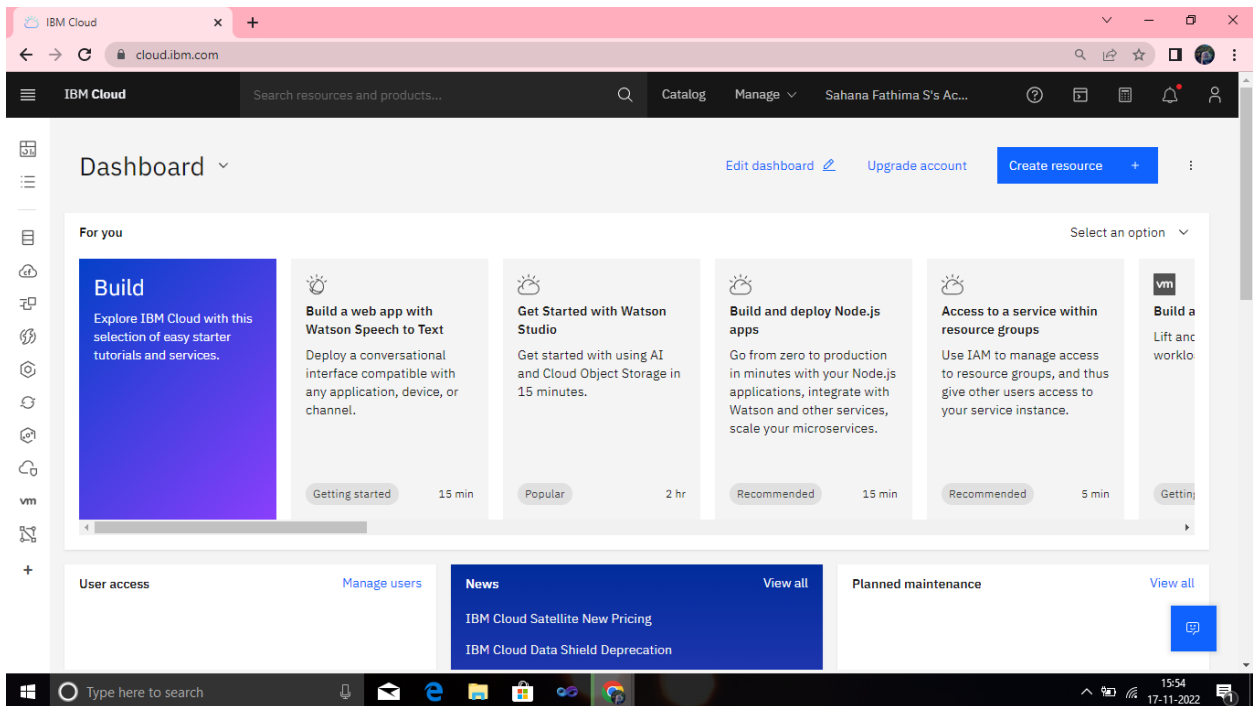 IBM Cloud
cloud.ibm.com
IBM Cloud
Search resources and products...
Catalog
Manage
Sahana Fathima S's Ac...
Dashboard
Edit dashboard
Upgrade account
Create resource +
For you
Select an option
Build
Explore IBM Cloud with this
selection of easy starter
tutorials and services.
Build a web app with
Watson Speech to Text
Deploy a conversational
interface compatible with
any application, device, or
channel.
Getting started
15 min
Get Started with Watson
Studio
Get started with using AI
and Cloud Object Storage in
15 minutes.
Popular
2 hr
Build and deploy Node.js
apps
Go from zero to production
in minutes with your Node.js
applications, integrate with
Watson and other services,
scale your microservices.
Recommended
15 min
Access to a service within
resource groups
Use IAM to manage access
to resource groups, and thus
give other users access to
your service instance.
Recommended
5 min
vm
Build a
Lift and
worklo
Getting
cf
vm
User access
Manage users
News
View all
IBM Cloud Satellite New Pricing
IBM Cloud Data Shield Deprecation
Planned maintenance
View all
Type here to search
15:54
17-11-2022
1